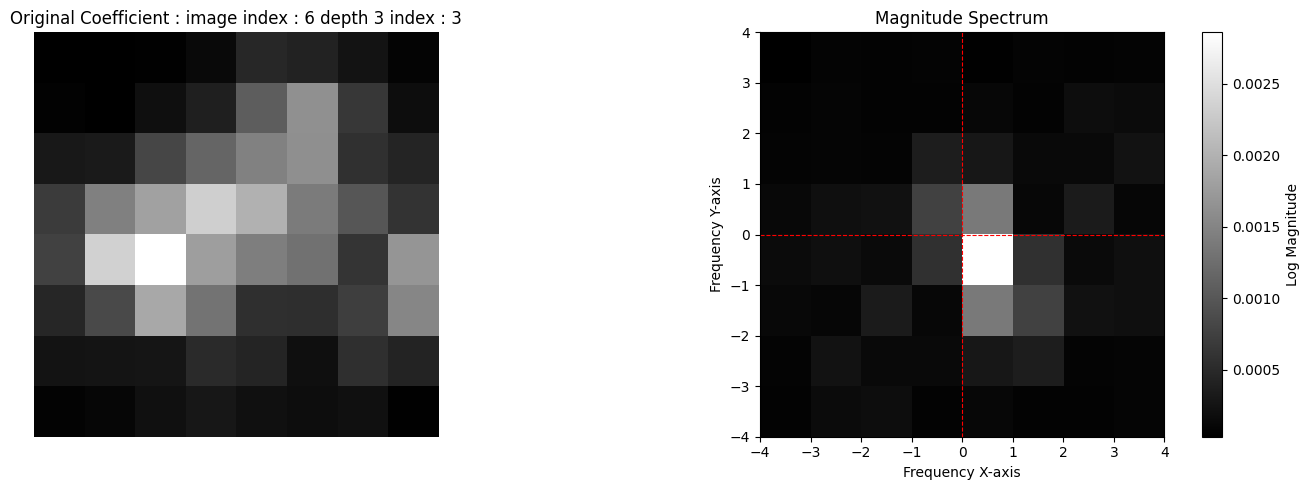 Original Coefficient : image index : 6 depth 3 index : 3
Magnitude Spectrum
4
3
2
1
0
−1
−2
−3
−4
Frequency Y-axis
−4 −3 −2 −1 0 1 2 3 4
Frequency X-axis
0.0025
0.0020
0.0015
0.0010
0.0005
Log Magnitude